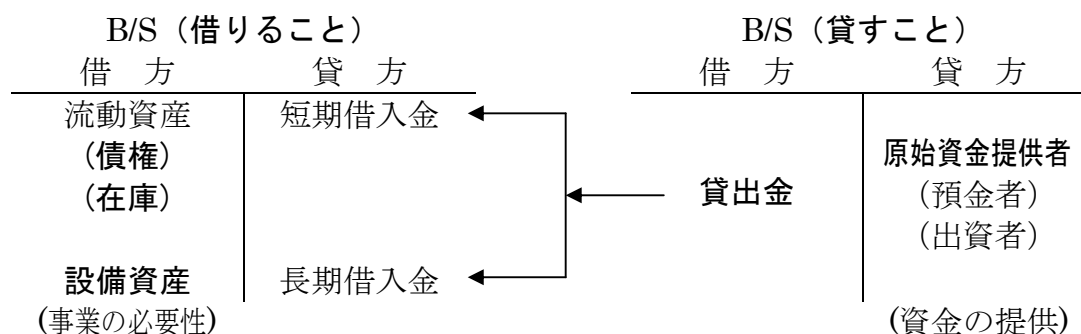 B/S（借りること）
借　方　貸　方
流動資産　短期借入金
（債権）
（在庫）
設備資産　長期借入金
(事業の必要性)
B/S（貸すこと）
借　方　貸　方
原始資金提供者
貸出金　（預金者）
（出資者）
(資金の提供)